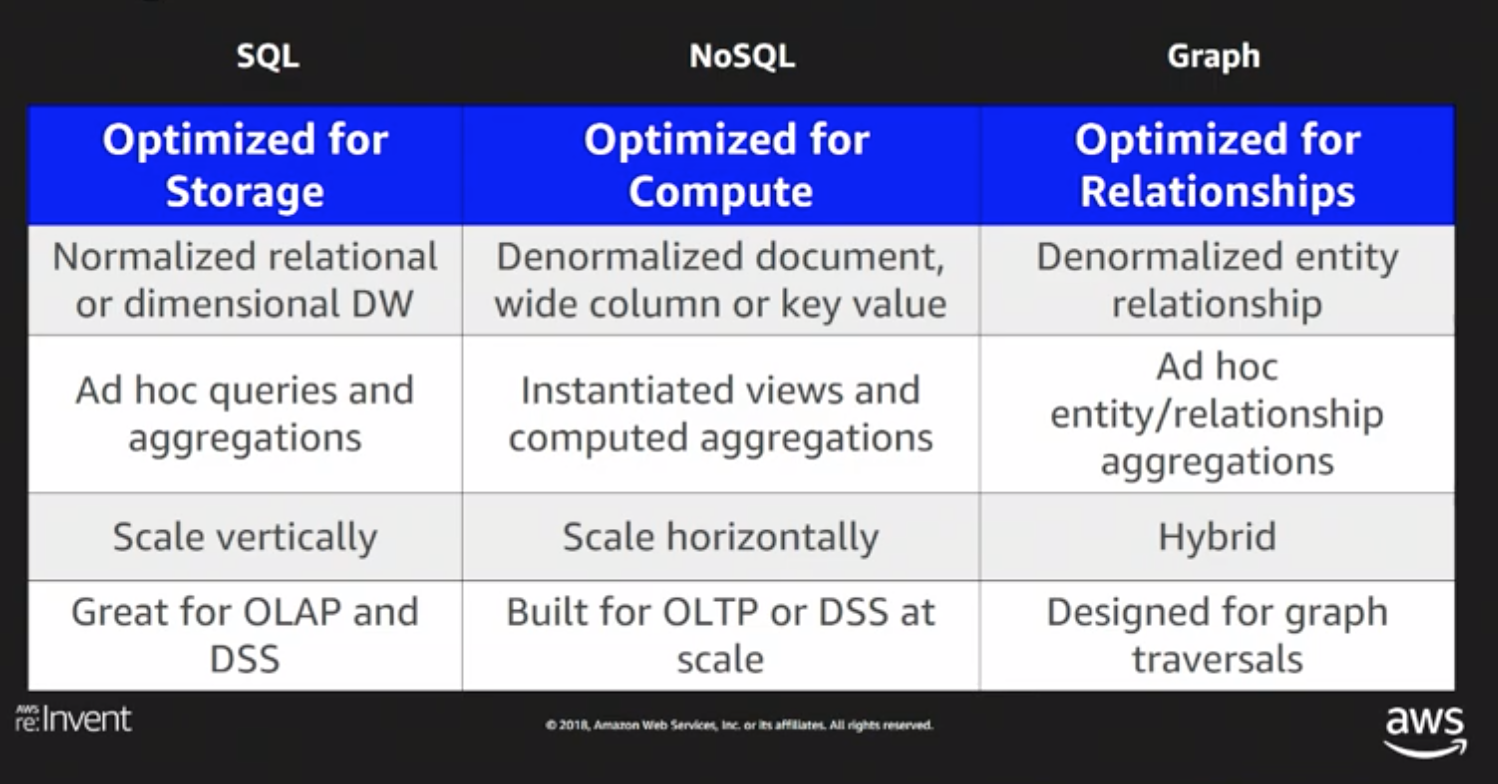 SQL
NoSQL
Graph
Optimized for
Storage
Optimized for
Compute
Optimized for
Relationships
Normalized relational
or dimensional DW
Denormalized document,
wide column or key value
Denormalized entity
relationship
Ad hoc queries and
aggregations
Instantiated views and
computed aggregations
Ad hoc
entity/relationship
aggregations
Scale vertically
Scale horizontally
Hybrid
Great for OLAP and
DSS
Built for OLTP or DSS at
scale
Designed for graph
traversals
AWS
re:Invent
© 2018, Amazon Web Services, Inc. or its affiliates. All rights reserved.
aws